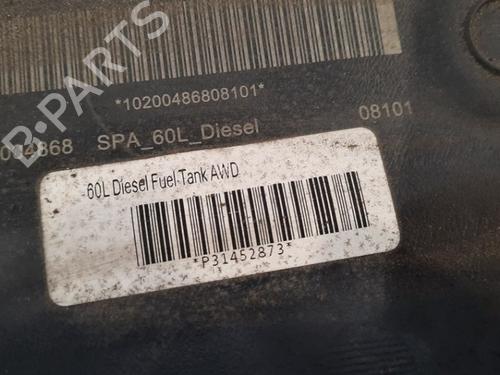 B-PARTS
*10200486808101*
SPA_60L_Diesel
08101
60L Diesel Fuel Tank AWD
*P31452873*